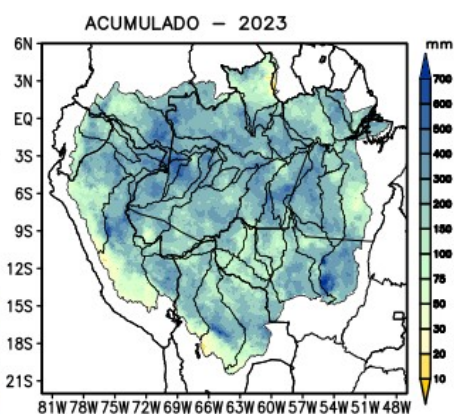 ACUMULADO – 2023
mm
6N
3N
EQ
3S
6S
9S
12S
15S
18S
21S
81W 78W 75W 72W 69W 66W 63W 60W 57W 54W 51W 48W
700
600
500
400
300
200
150
100
75
50
30
20
10